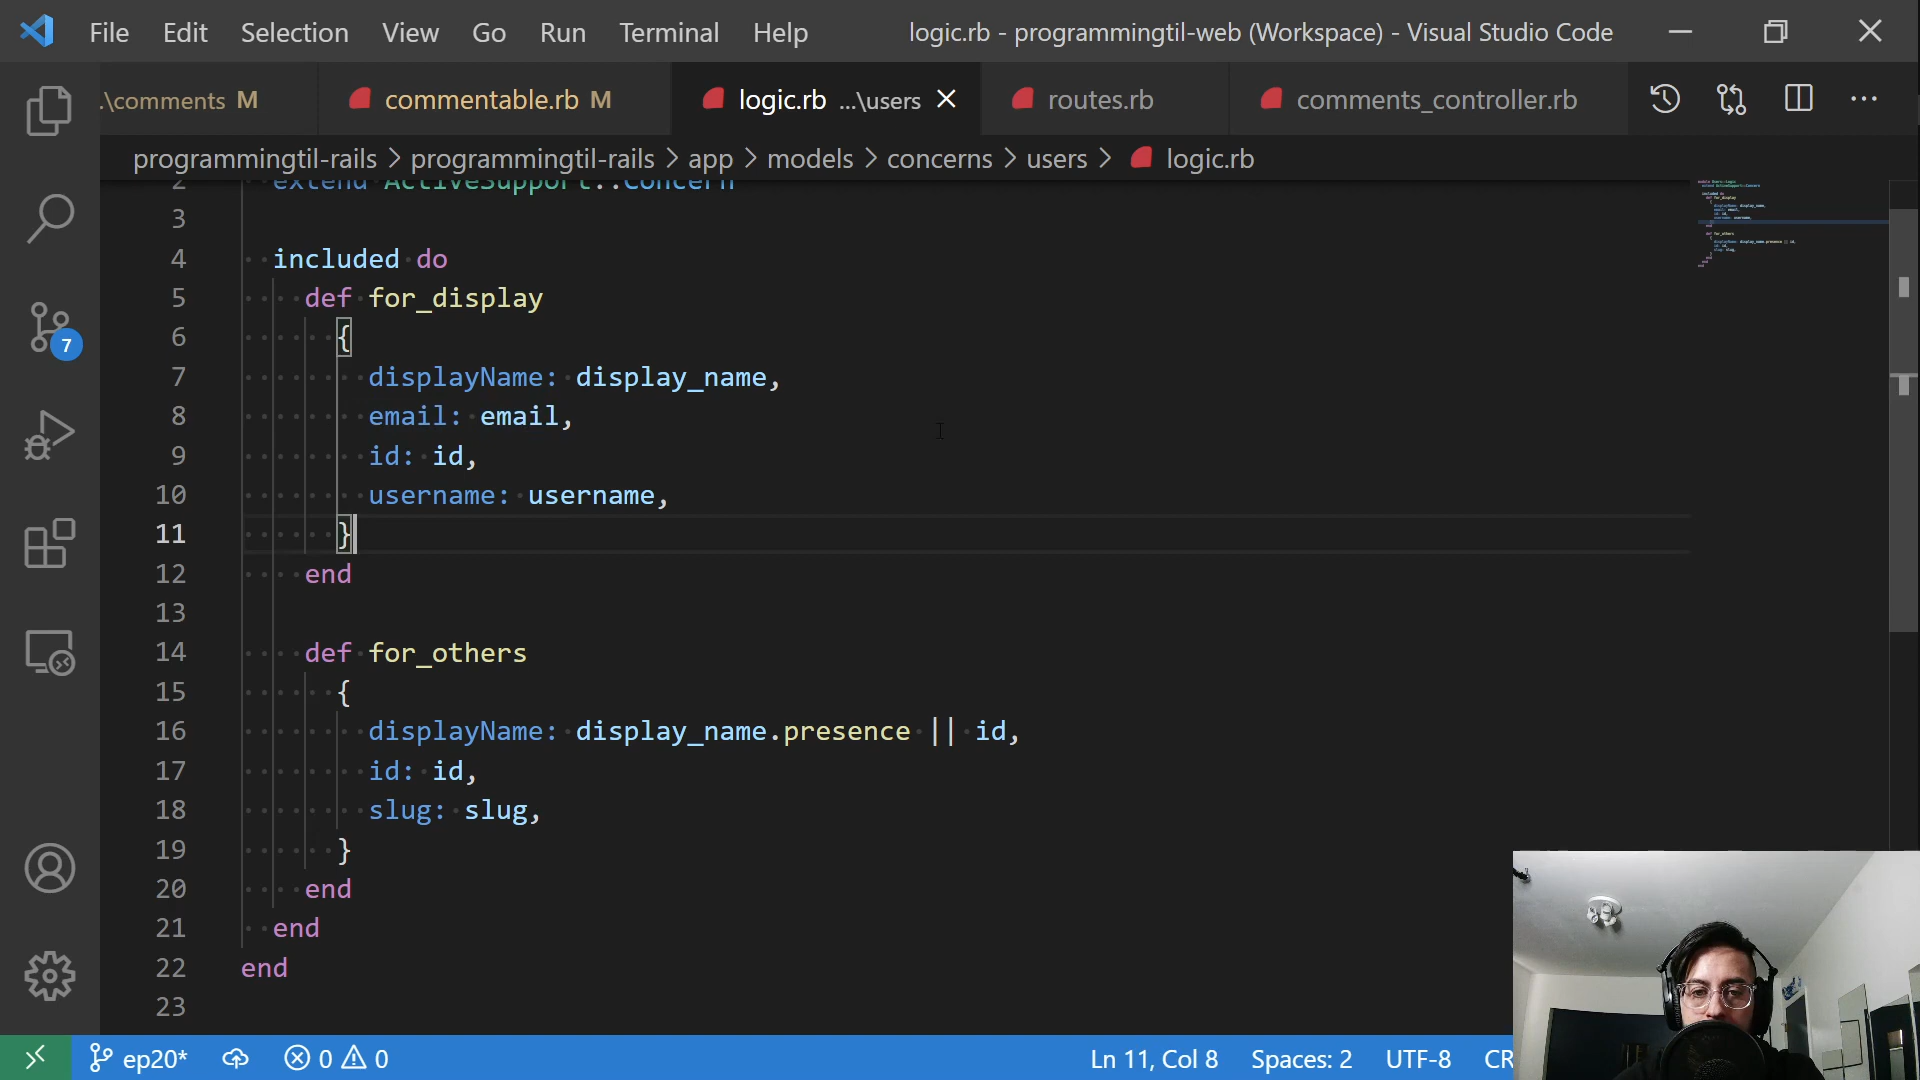 File Edit Selection View Go Run Terminal Help logic.rb - programmingtil-web (Workspace) - Visual Studio Code
.\comments M commentable.rb M logic.rb ...\users routes.rb comments_controller.rb
programmingtil-rails > programmingtil-rails > app > models > concerns > users > logic.rb
2 extend ActiveSupport::Concern
3
4 included do
5 def for_display
6 {
7 displayName: display_name,
8 email: email,
9 id: id,
10 username: username,
11 }
12 end
13
14 def for_others
15 {
16 displayName: display_name.presence || id,
17 id: id,
18 slug: slug,
19 }
20 end
21 end
22 end
23
7
ep20* 0 0 Ln 11, Col 8 Spaces: 2 UTF-8 CR